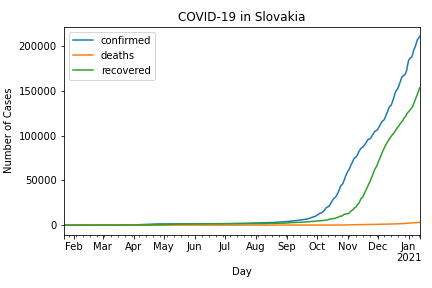 COVID-19 in Slovakia
confirmed
deaths
recovered
Number of Cases
200000
150000
100000
50000
0
Feb Mar Apr May Jun Jul Aug Sep Oct Nov Dec Jan
2021
Day